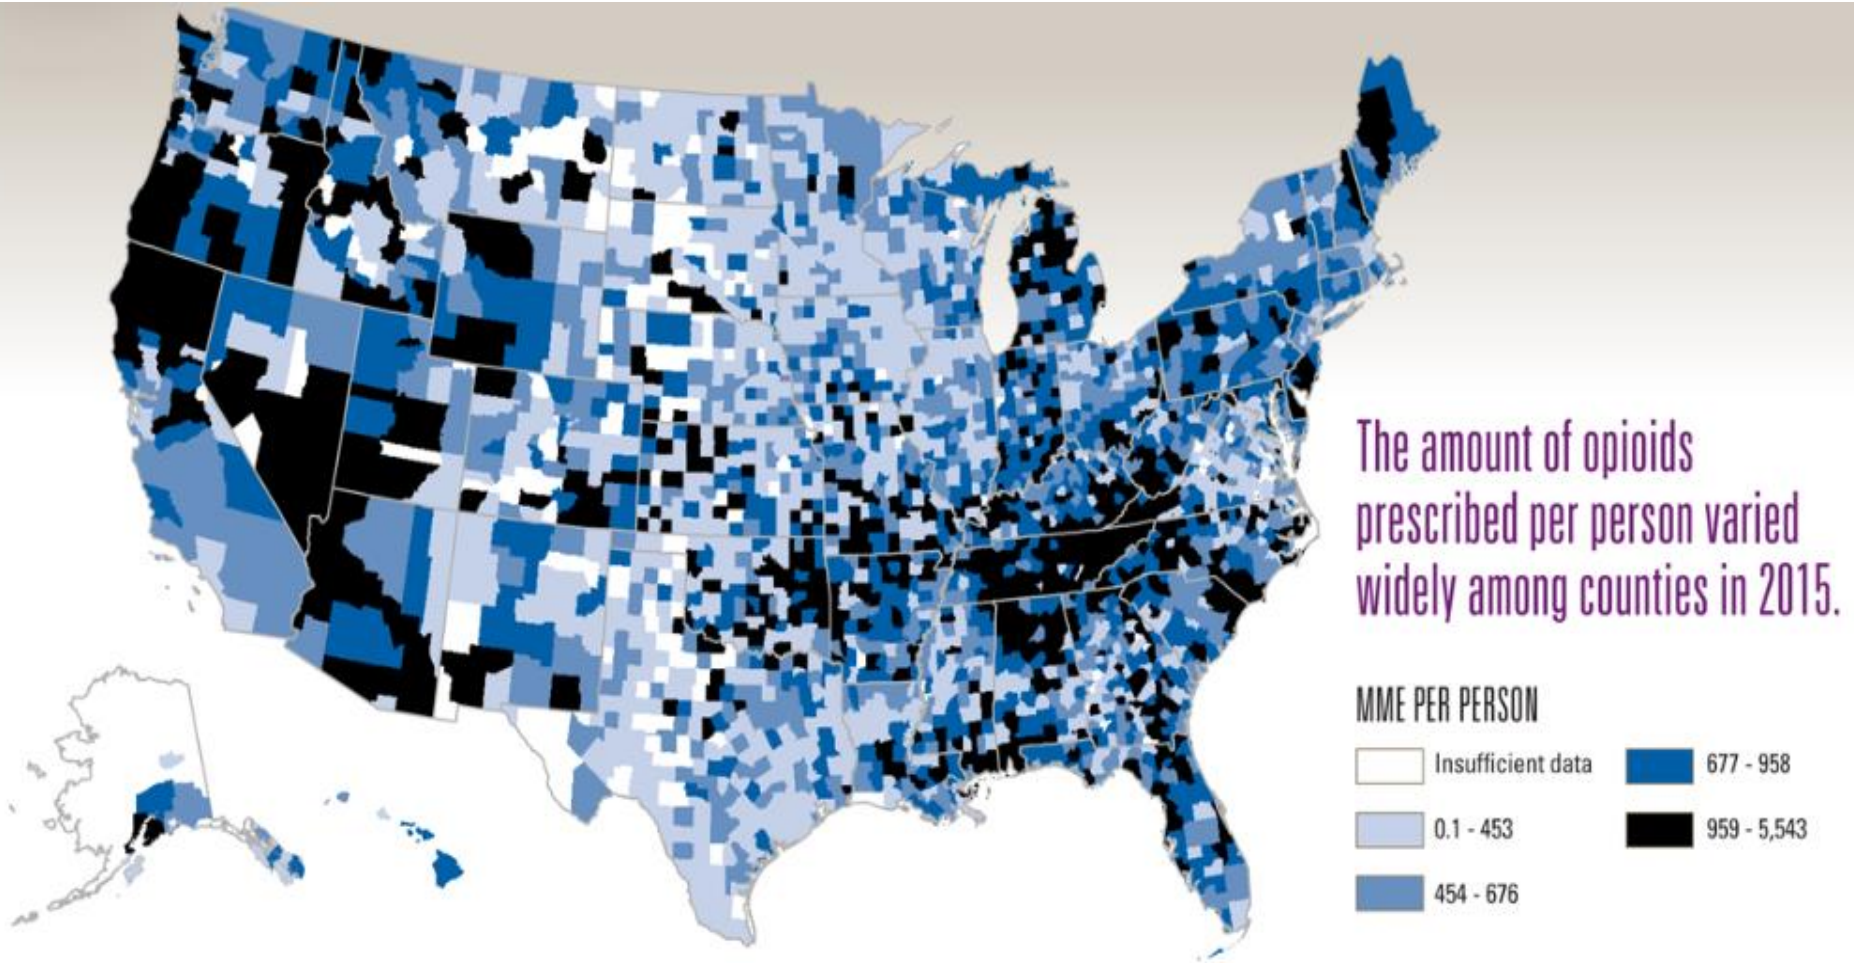 The amount of opioids
prescribed per person varied
widely among counties in 2015.
MME PER PERSON
Insufficient data
0.1 - 453
454 - 676
677 - 958
959 - 5,543